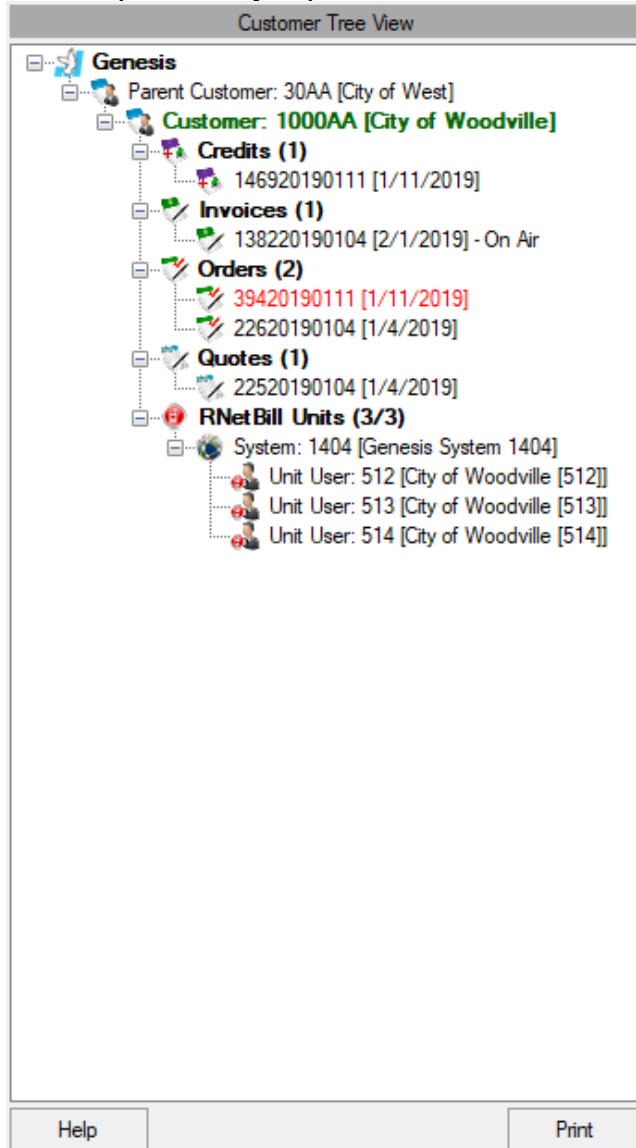 Customer Tree View
Genesis
Parent Customer: 30AA [City of West]
Customer: 1000AA [City of Woodville]
Credits (1)
146920190111 [1/11/2019]
Invoices (1)
138220190104 [2/1/2019] - On Air
Orders (2)
39420190111 [1/11/2019]
22620190104 [1/4/2019]
Quotes (1)
22520190104 [1/4/2019]
RNetBill Units (3/3)
System: 1404 [Genesis System 1404]
Unit User: 512 [City of Woodville [512]]
Unit User: 513 [City of Woodville [513]]
Unit User: 514 [City of Woodville [514]]
Help Print